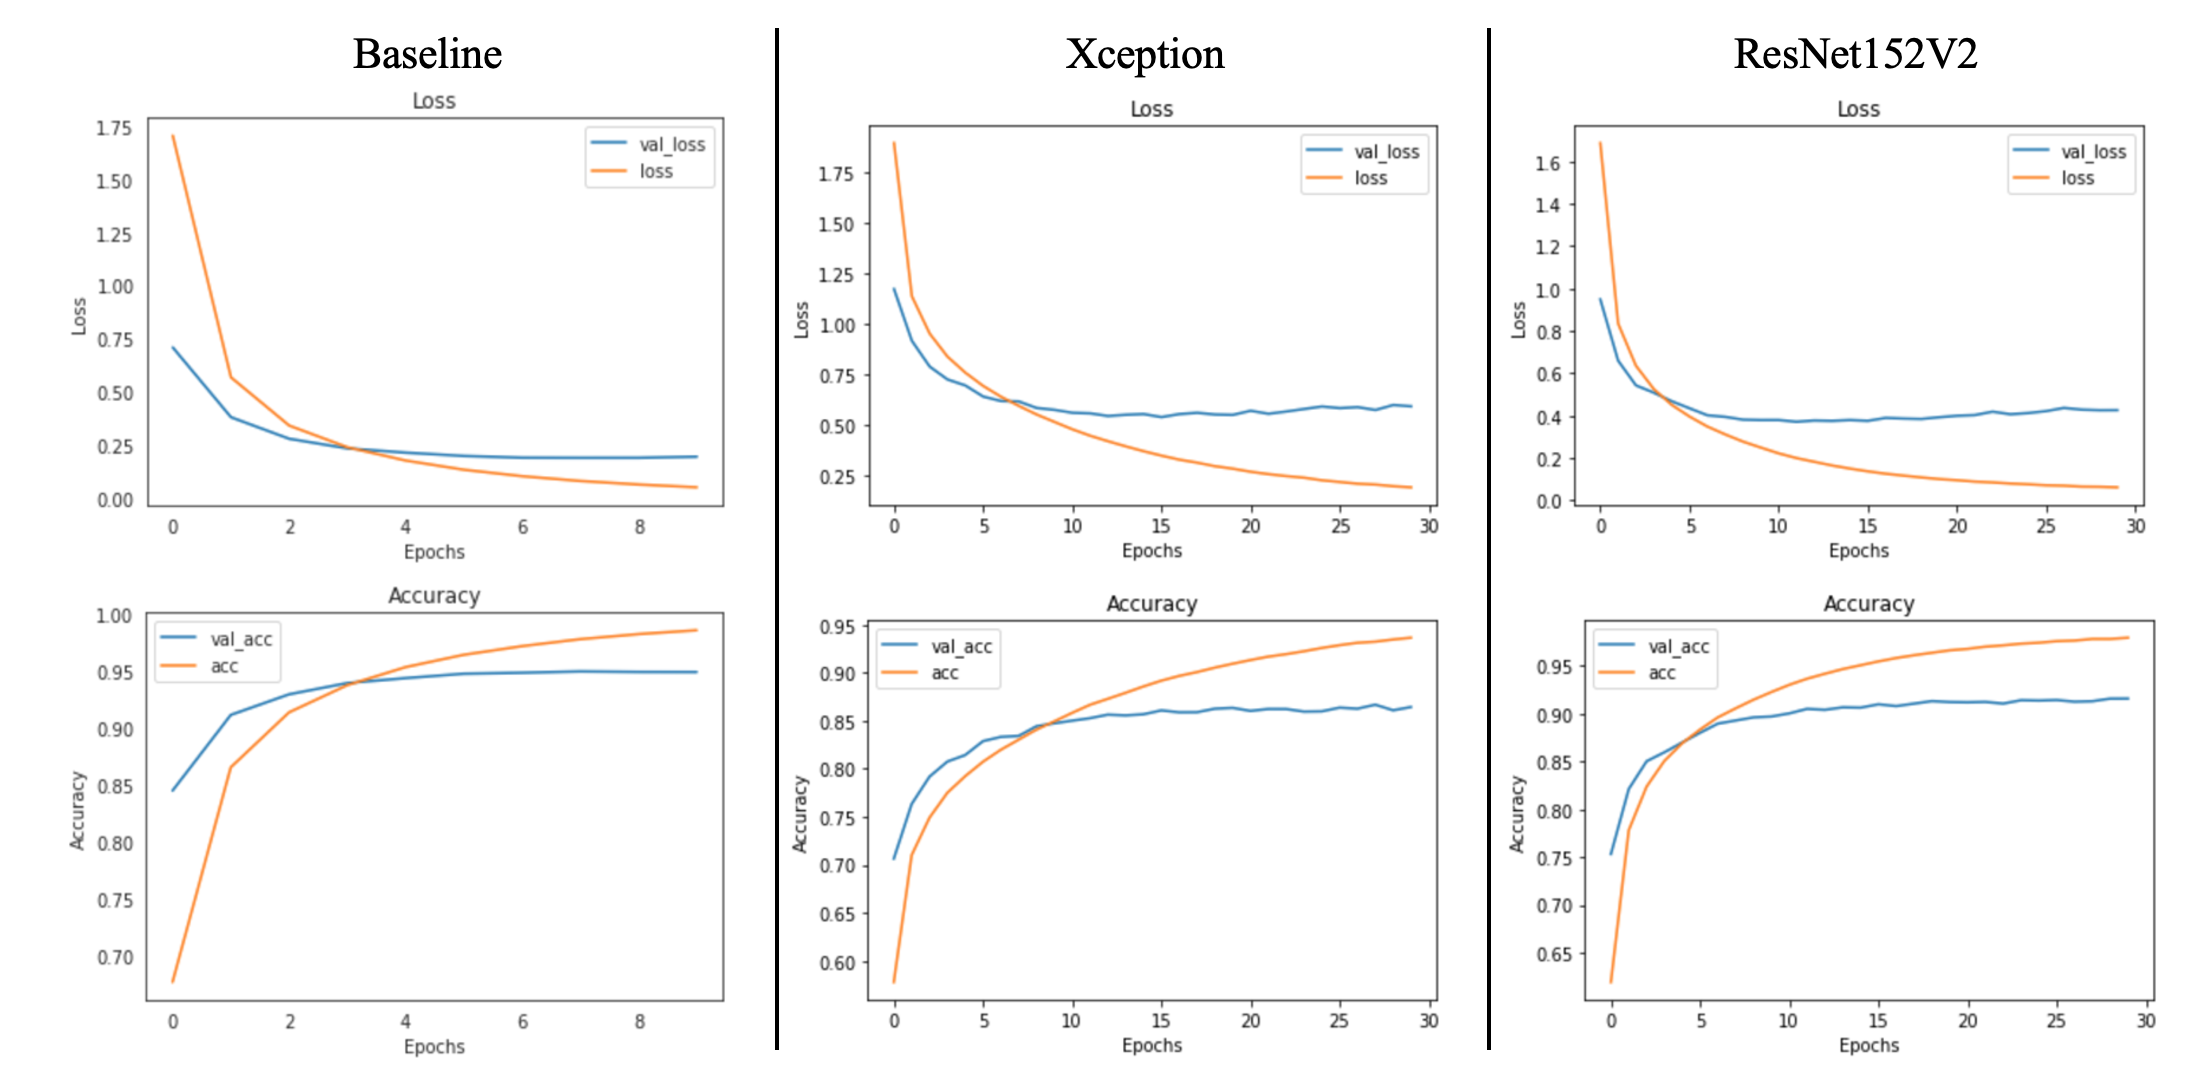 Baseline
Loss
1.75
1.50
1.25
1.00
0.75
0.50
0.25
0.00
Loss
val_loss
loss
0 2 4 6 8
Epochs
Accuracy
1.00
0.95
0.90
0.85
0.80
0.75
0.70
Accuracy
val_acc
acc
0 2 4 6 8
Epochs
Xception
Loss
1.75
1.50
1.25
1.00
0.75
0.50
0.25
Loss
val_loss
loss
0 5 10 15 20 25 30
Epochs
Accuracy
0.95
0.90
0.85
0.80
0.75
0.70
0.65
0.60
Accuracy
val_acc
acc
0 5 10 15 20 25 30
Epochs
ResNet152V2
Loss
1.6
1.4
1.2
1.0
0.8
0.6
0.4
0.2
0.0
Loss
val_loss
loss
0 5 10 15 20 25 30
Epochs
Accuracy
0.95
0.90
0.85
0.80
0.75
0.70
0.65
Accuracy
val_acc
acc
0 5 10 15 20 25 30
Epochs